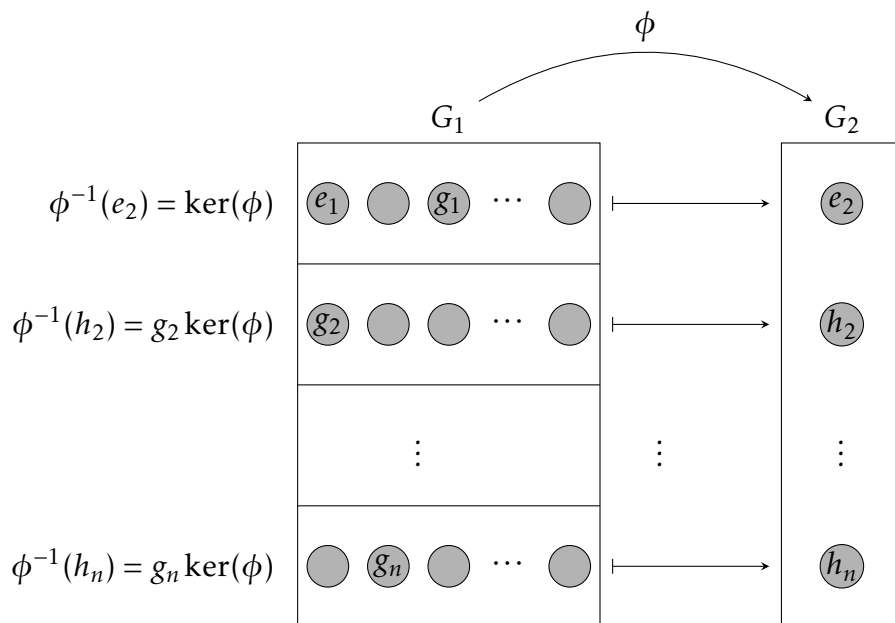 ϕ
G₁ G₂
ϕ⁻¹(e₂) = ker(ϕ) e₁ g₁ ⋯ e₂
ϕ⁻¹(h₂) = g₂ ker(ϕ) g₂ ⋯ h₂
⋮ ⋮ ⋮
ϕ⁻¹(hₙ) = gₙ ker(ϕ) gₙ ⋯ hₙ